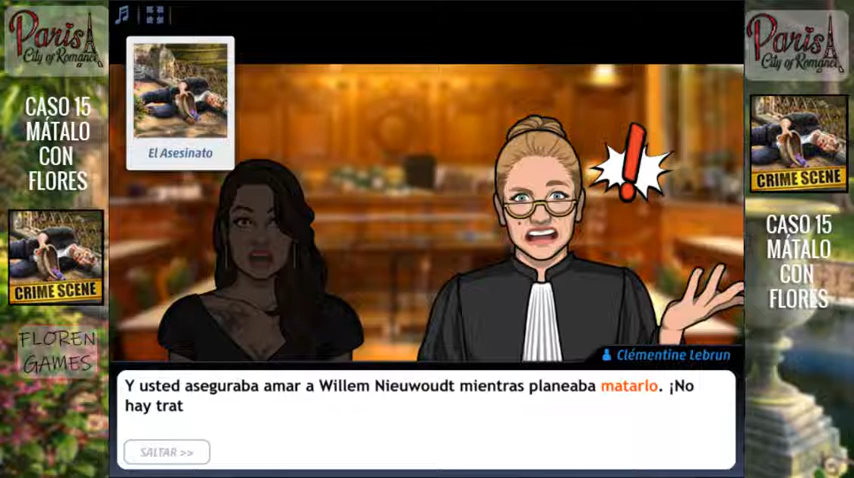 Paris
City of Romance
CASO 15
MÁTALO
CON
FLORES
CRIME SCENE
FLOREN
GAMES
El Asesinato
Clémentine Lebrun
Y usted aseguraba amar a Willem Nieuwoudt mientras planeaba matarlo. ¡No
hay trat
SALTAR >>
Paris
City of Romance
CRIME SCENE
CASO 15
MÁTALO
CON
FLORES